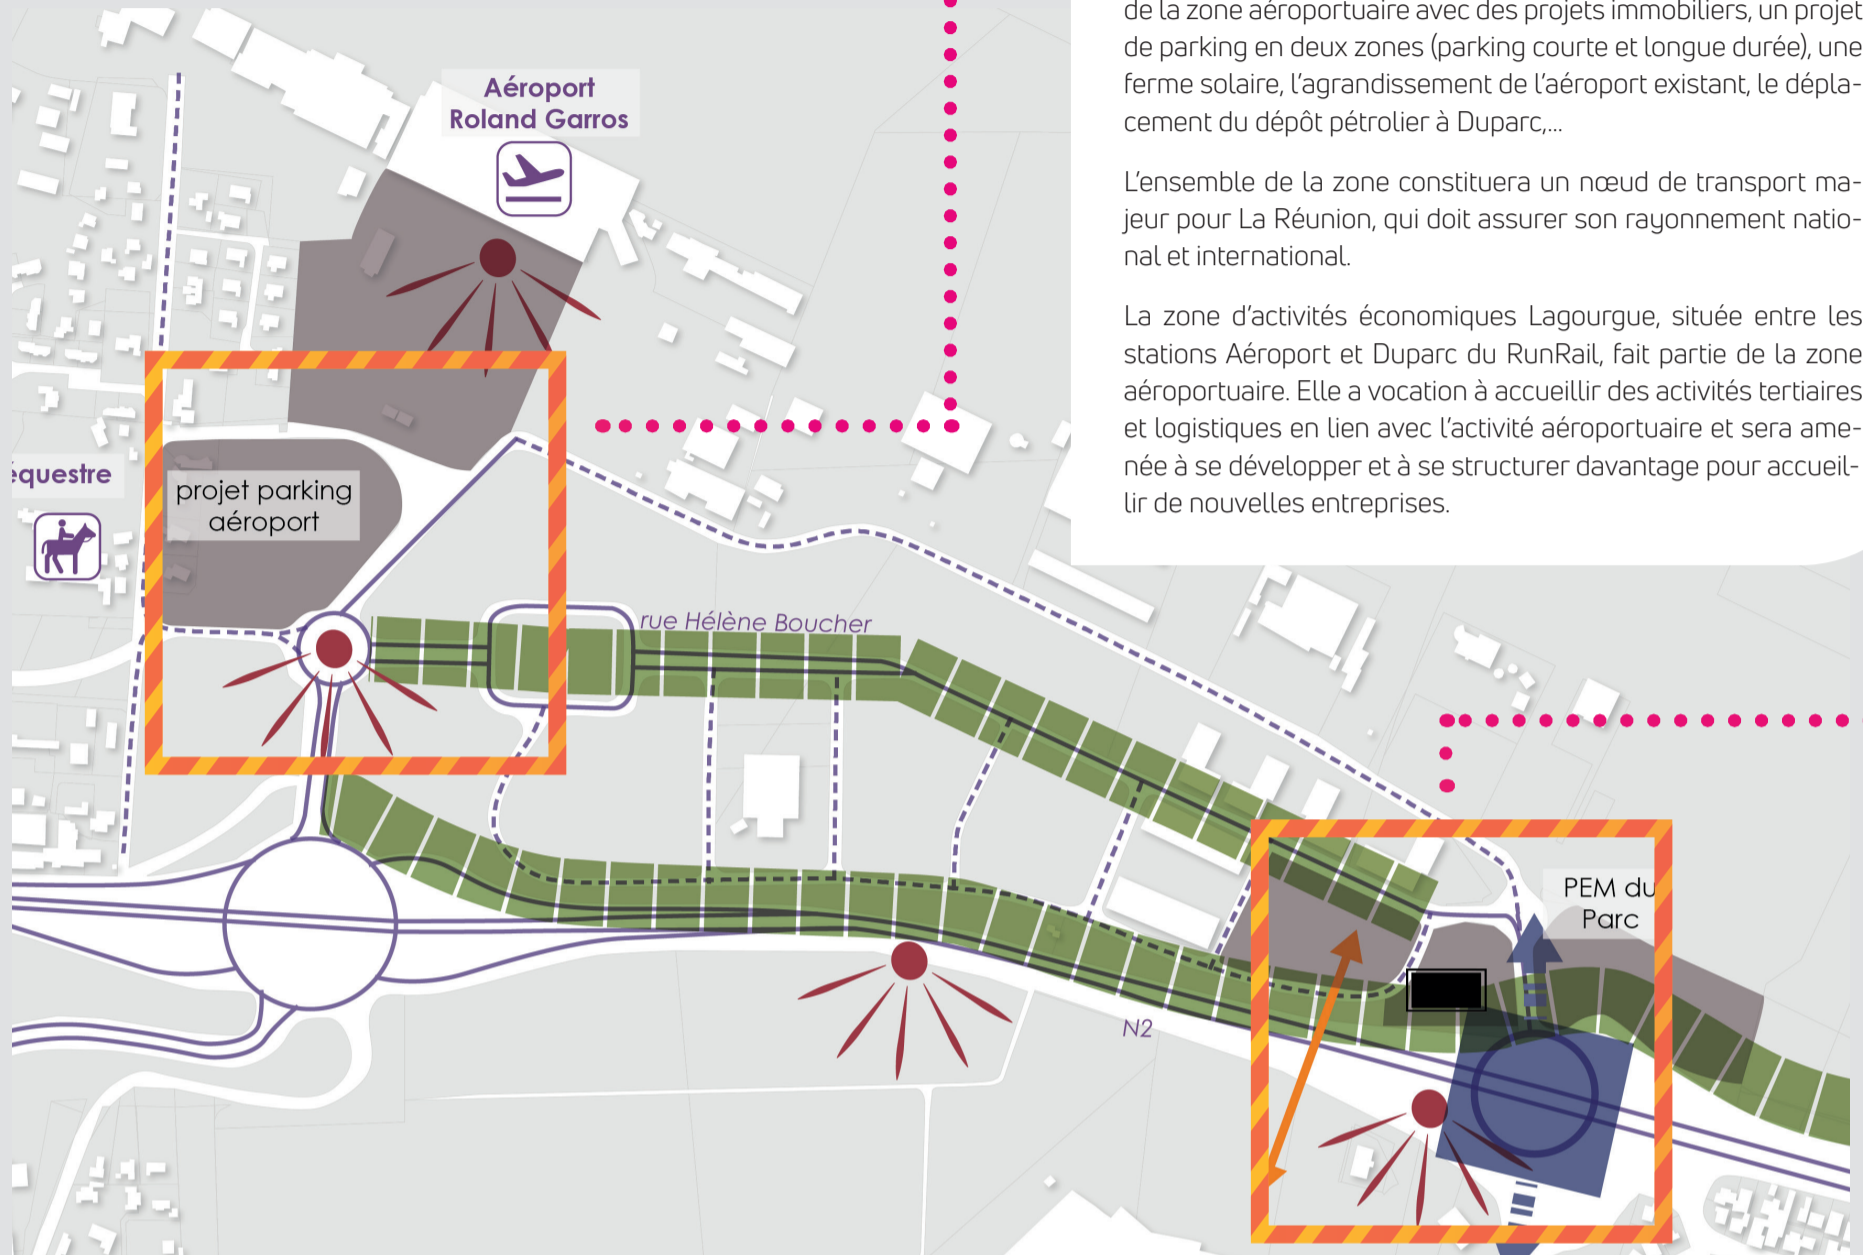 de la zone aéroportuaire avec des projets immobiliers, un projet
de parking en deux zones (parking courte et longue durée), une
ferme solaire, l'agrandissement de l'aéroport existant, le dépla-
cement du dépôt pétrolier à Duparc,...
L'ensemble de la zone constituera un nœud de transport ma-
jeur pour La Réunion, qui doit assurer son rayonnement natio-
nal et international.
La zone d'activités économiques Lagourgue, située entre les
stations Aéroport et Duparc du RunRail, fait partie de la zone
aéroportuaire. Elle a vocation à accueillir des activités tertiaires
et logistiques en lien avec l'activité aéroportuaire et sera ame-
née à se développer et à se structurer davantage pour accueil-
lir de nouvelles entreprises.
Aéroport
Roland Garros
équestre
projet parking
aéroport
rue Hélène Boucher
PEM du
Parc
N2